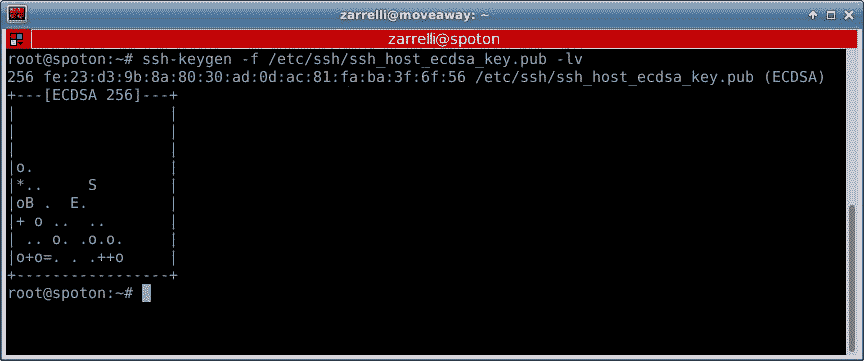 zarrelli@moveaway: ~
zarrelli@spoton
root@spoton:~# ssh-keygen -f /etc/ssh/ssh_host_ecdsa_key.pub -lv
256 fe:23:d3:9b:8a:80:30:ad:0d:ac:81:fa:ba:3f:6f:56 /etc/ssh/ssh_host_ecdsa_key.pub (ECDSA)
+---[ECDSA 256]---+
|                 |
|                 |
|                 |
|o.               |
|*..     S        |
|oB .  E.         |
|+ o ..  ..       |
| .. o. .o.o.     |
|o+o=. . .++o     |
+-----------------+
root@spoton:~#